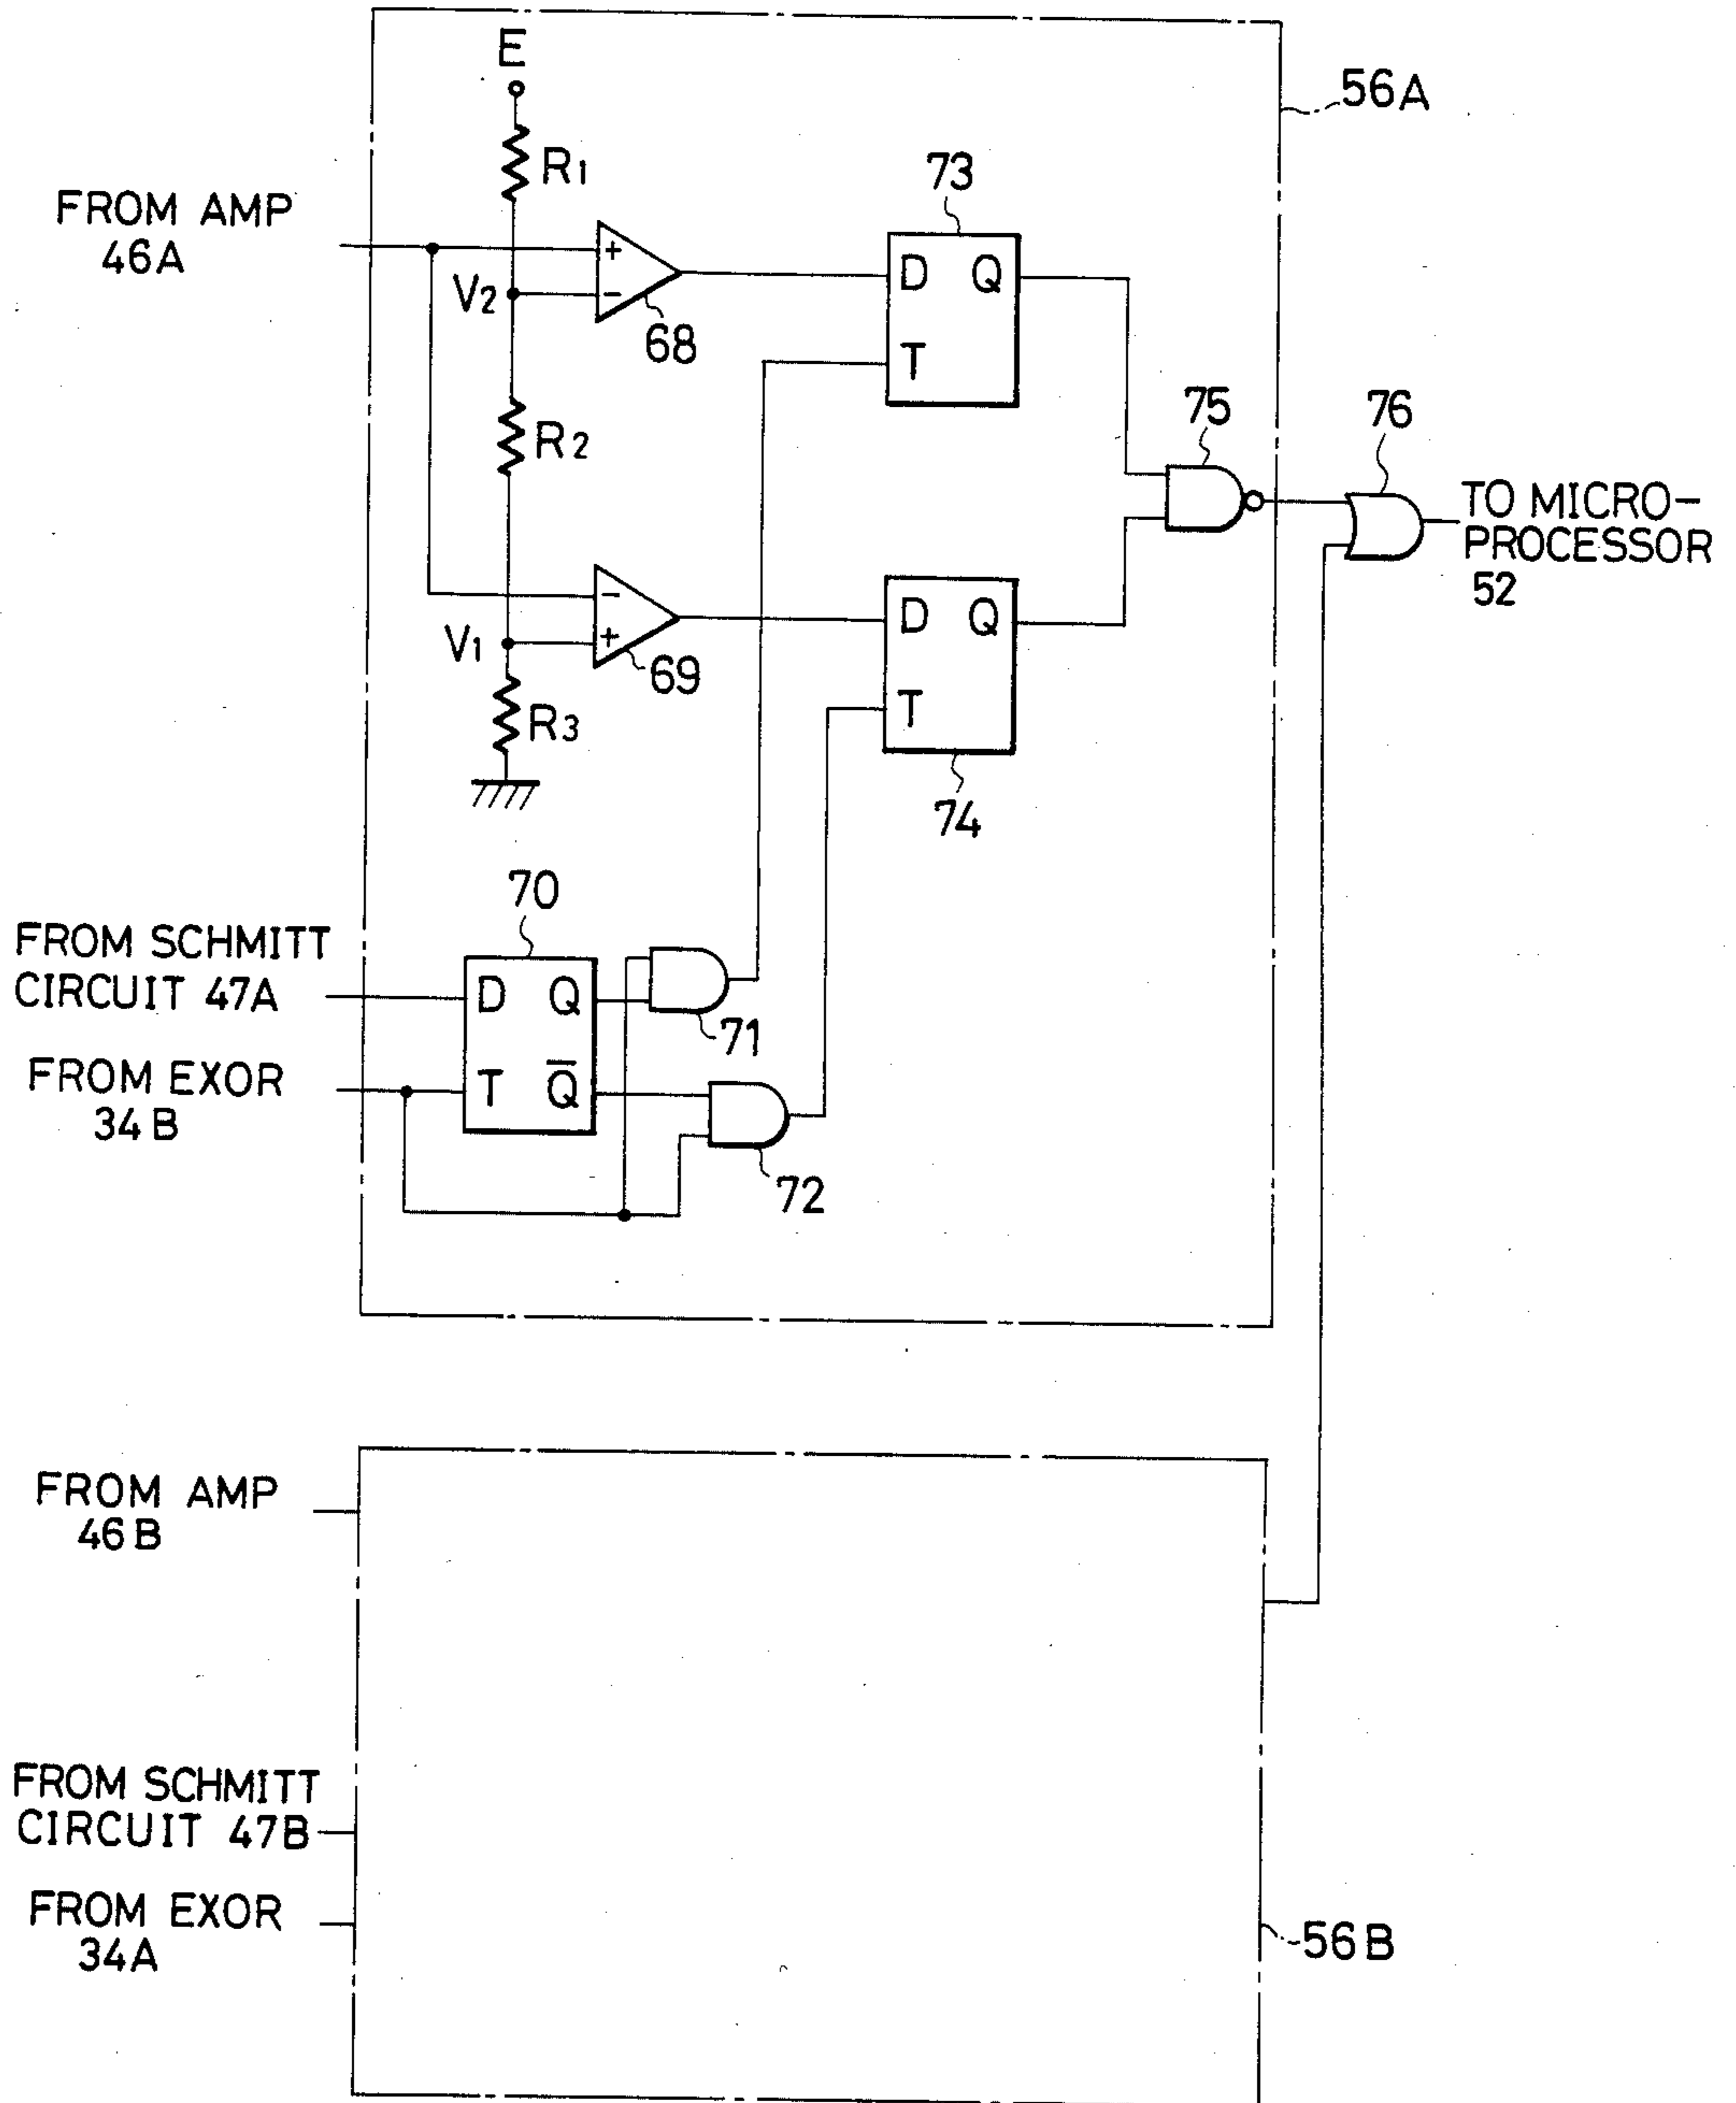 E
56A
R1
FROM AMP
46A
73
+
D Q
V2
-
68
T
R2
75
76
TO MICRO-
PROCESSOR
52
-
D Q
V1
+
69
T
R3
74
70
FROM SCHMITT
CIRCUIT 47A
D Q
71
FROM EXOR
34B
T Q̅
72
FROM AMP
46B
FROM SCHMITT
CIRCUIT 47B
FROM EXOR
34A
56B